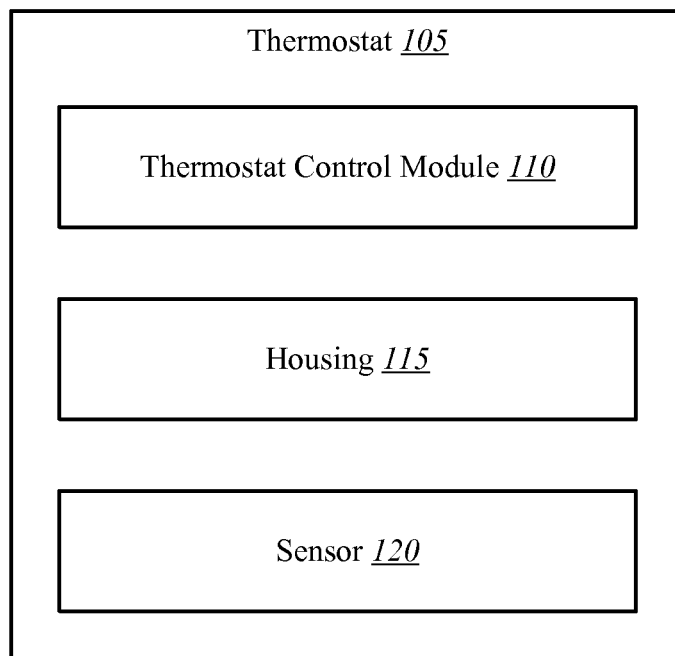 Thermostat 105
Thermostat Control Module 110
Housing 115
Sensor 120